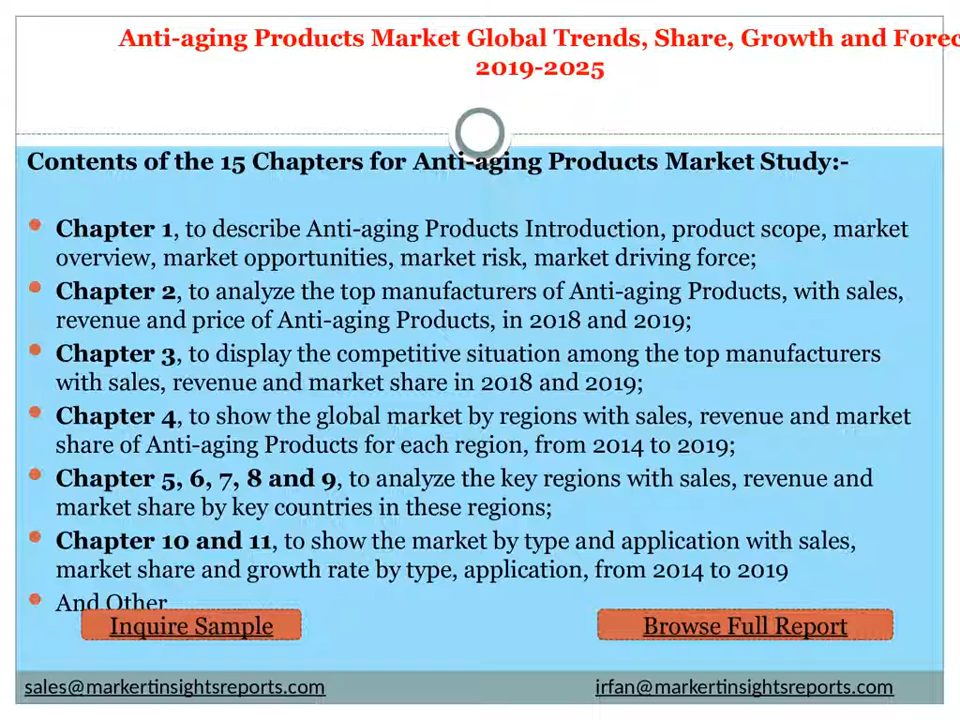 Anti-aging Products Market Global Trends, Share, Growth and Forec
2019-2025
Contents of the 15 Chapters for Anti-aging Products Market Study:-
Chapter 1, to describe Anti-aging Products Introduction, product scope, market
overview, market opportunities, market risk, market driving force;
Chapter 2, to analyze the top manufacturers of Anti-aging Products, with sales,
revenue and price of Anti-aging Products, in 2018 and 2019;
Chapter 3, to display the competitive situation among the top manufacturers
with sales, revenue and market share in 2018 and 2019;
Chapter 4, to show the global market by regions with sales, revenue and market
share of Anti-aging Products for each region, from 2014 to 2019;
Chapter 5, 6, 7, 8 and 9, to analyze the key regions with sales, revenue and
market share by key countries in these regions;
Chapter 10 and 11, to show the market by type and application with sales,
market share and growth rate by type, application, from 2014 to 2019
And Other
Inquire Sample
Browse Full Report
sales@markertinsightsreports.com
irfan@markertinsightsreports.com